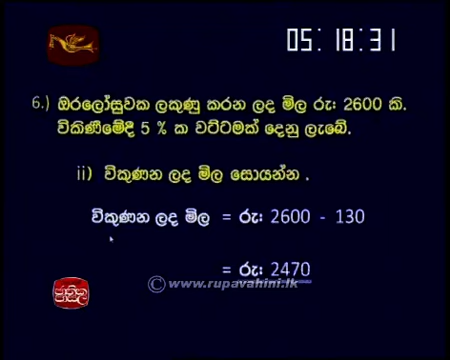 05:18:31
6.) ඔරලෝසුවක ලකුණු කරන ලද මිල රු: 2600 කි.
විකිණීමේදී 5 % ක වට්ටමක් දෙනු ලැබේ.
ii) විකුණන ලද මිල සොයන්න .
විකුණන ලද මිල = රු: 2600 - 130
= රු: 2470
© www.rupavahini.lk